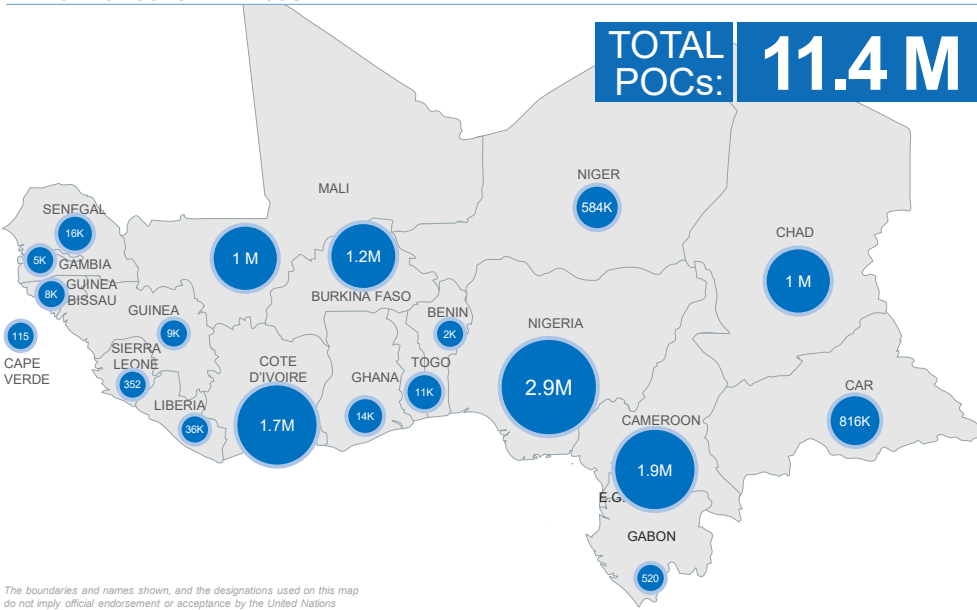 TOTAL
POCs:
11.4 M
MALI
NIGER
584K
SENEGAL
16K
CHAD
5K
GAMBIA
1 M
1.2M
1 M
8K
GUINEA
BISSAU
BURKINA FASO
GUINEA
9K
BENIN
2K
NIGERIA
115
CAPE
VERDE
SIERRA
LEONE
352
COTE
D'IVOIRE
GHANA
TOGO
11K
2.9M
CAR
816K
LIBERIA
36K
1.7M
14K
CAMEROON
1.9M
E.G.
GABON
520
The boundaries and names shown, and the designations used on this map
do not imply official endorsement or acceptance by the United Nations